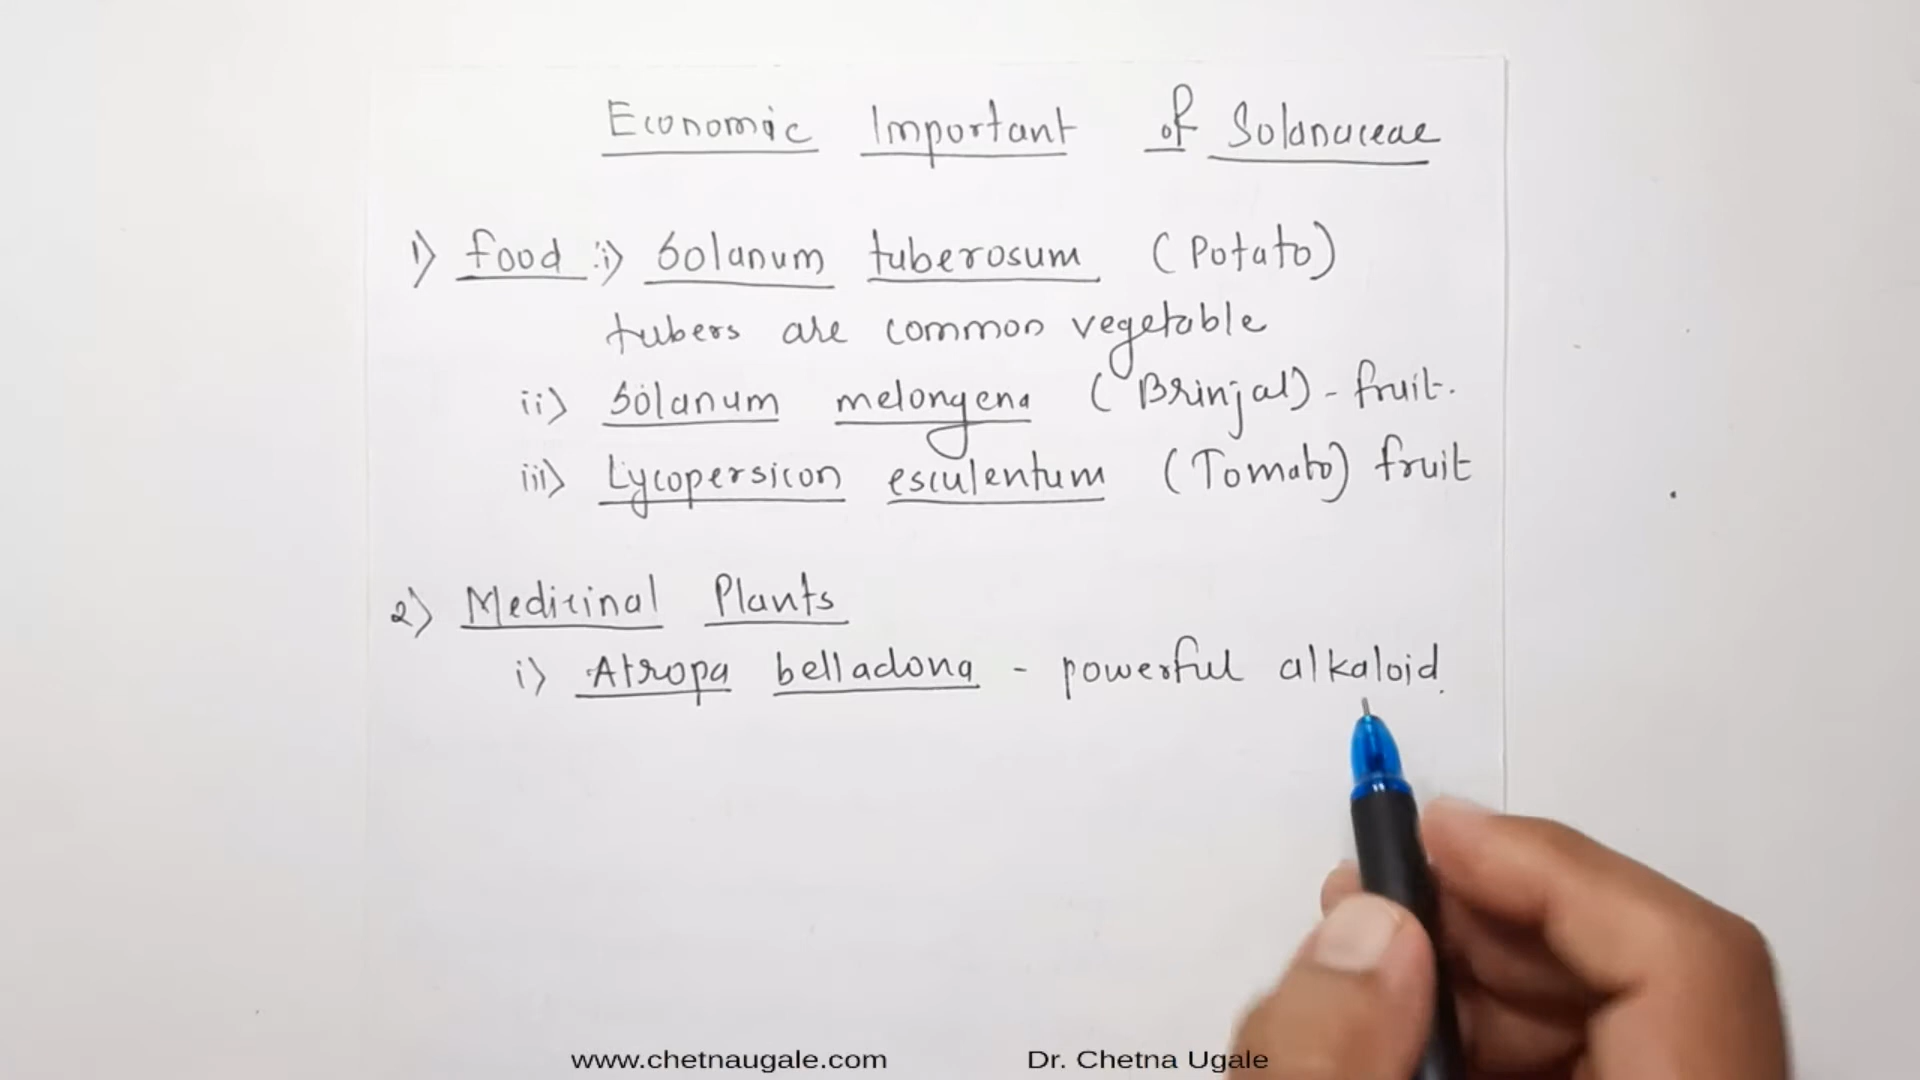 Economic Important of Solanaceae
1) food :i) Solanum tuberosum (Potato)
tubers are common vegetable
ii) Solanum melongena (Brinjal) - fruit.
iii) Lycopersicon esculentum (Tomato) fruit
2) Medicinal Plants
i) Atropa belladona - powerful alkaloid.
www.chetnaugale.com Dr. Chetna Ugale